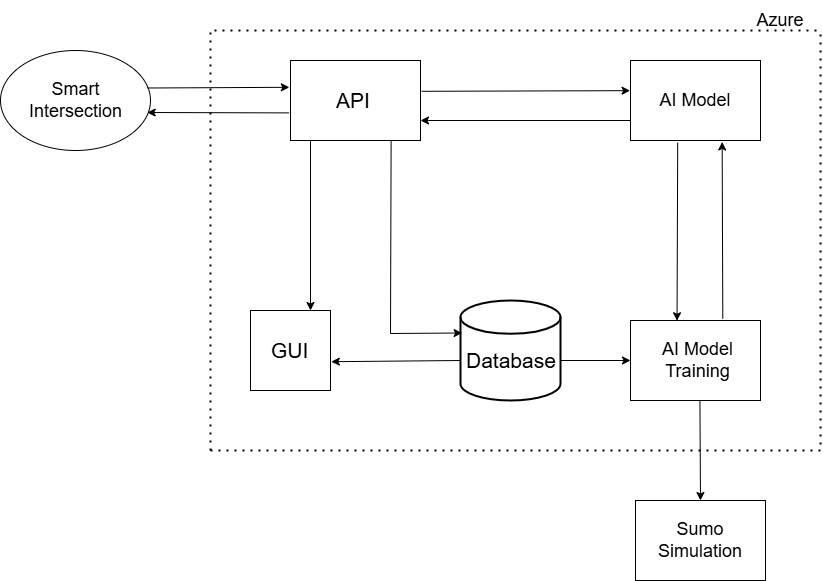 Azure
Smart
Intersection
API
AI Model
GUI
Database
AI Model
Training
Sumo
Simulation